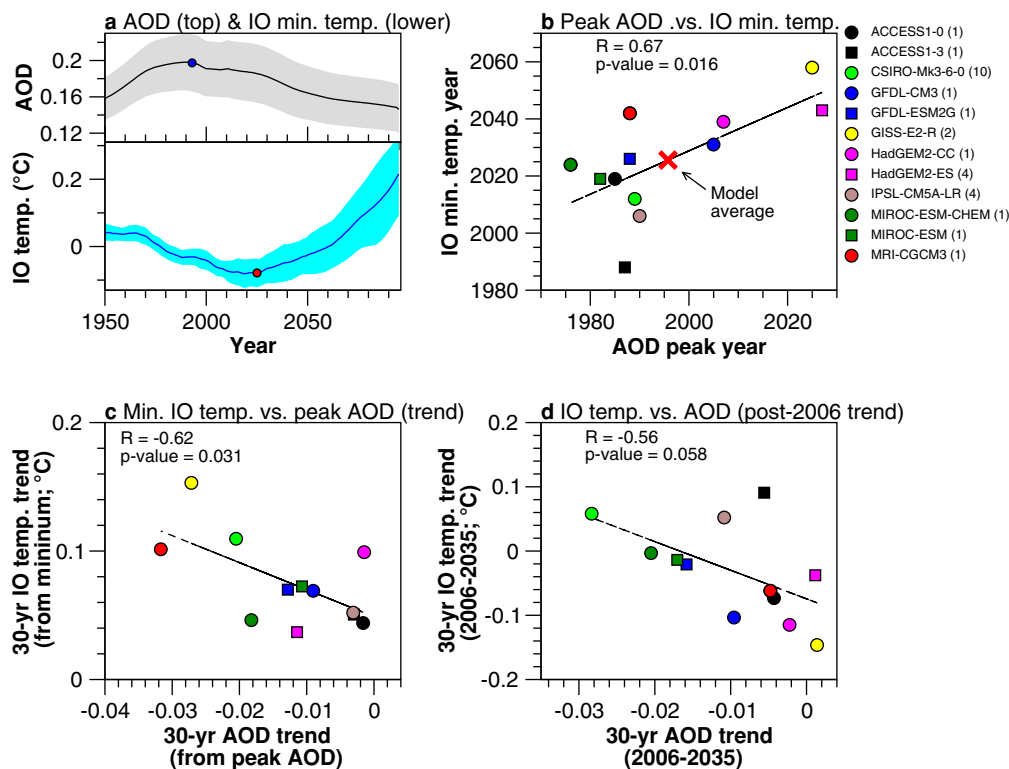 a AOD (top) & IO min. temp. (lower)
AOD
0.2
0.16
0.12
IO temp. (°C)
0.2
0
1950
2000
2050
Year
b Peak AOD .vs. IO min. temp.
R = 0.67
p-value = 0.016
IO min. temp. year
2060
2040
2020
2000
1980
Model
average
1980
2000
2020
AOD peak year
ACCESS1-0 (1)
ACCESS1-3 (1)
CSIRO-Mk3-6-0 (10)
GFDL-CM3 (1)
GFDL-ESM2G (1)
GISS-E2-R (2)
HadGEM2-CC (1)
HadGEM2-ES (4)
IPSL-CM5A-LR (4)
MIROC-ESM-CHEM (1)
MIROC-ESM (1)
MRI-CGCM3 (1)
c Min. IO temp. vs. peak AOD (trend)
R = -0.62
p-value = 0.031
30-yr IO temp. trend
(from mininum; °C)
0.2
0.1
0
-0.04
-0.03
-0.02
-0.01
0
30-yr AOD trend
(from peak AOD)
d IO temp. vs. AOD (post-2006 trend)
R = -0.56
p-value = 0.058
30-yr IO temp. trend
(2006-2035; °C)
0.2
0.1
0
-0.1
-0.2
-0.03
-0.02
-0.01
0
30-yr AOD trend
(2006-2035)